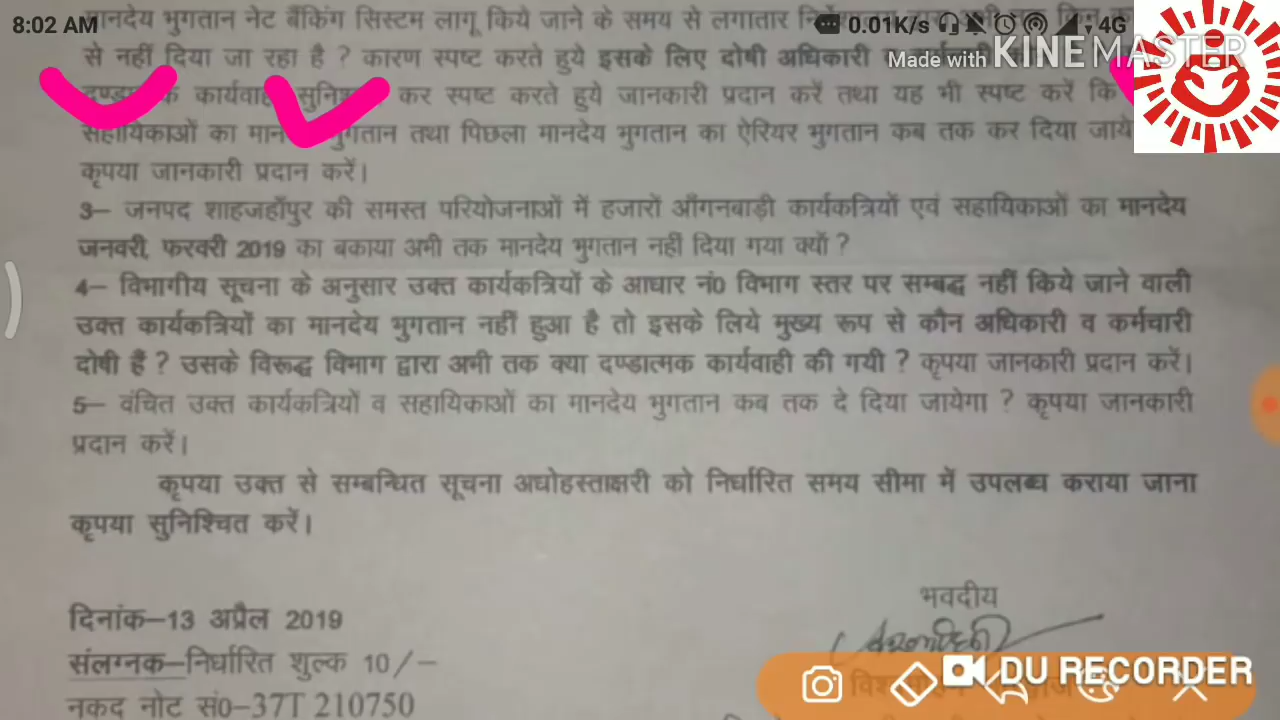 8:02 AM
0.01K/s
4G
Made with KINEMASTER
मानदेय भुगतान नेट बैंकिंग सिस्टम लागू किये जाने के समय से लगातार
से नहीं दिया जा रहा है ? कारण स्पष्ट करते हुये इसके लिए दोषी अधिकारी
कार्यवाही सुनिश्चित कर स्पष्ट करते हुये जानकारी प्रदान करें तथा यह भी स्पष्ट करें कि
सहायिकाओं का मानदेय भुगतान तथा पिछला मानदेय भुगतान का ऐरियर भुगतान कब तक कर दिया जाये
कृपया जानकारी प्रदान करें।
3– जनपद शाहजहाँपुर की समस्त परियोजनाओं में हजारों आँगनबाड़ी कार्यकत्रियों एवं सहायिकाओं का मानदेय
जनवरी, फरवरी 2019 का बकाया अभी तक मानदेय भुगतान नहीं दिया गया क्यों ?
4– विभागीय सूचना के अनुसार उक्त कार्यकत्रियों के आधार नं0 विभाग स्तर पर सम्बद्ध नहीं किये जाने वाली
उक्त कार्यकत्रियों का मानदेय भुगतान नहीं हुआ है तो इसके लिये मुख्य रूप से कौन अधिकारी व कर्मचारी
दोषी हैं ? उसके विरूद्ध विभाग द्वारा अभी तक क्या दण्डात्मक कार्यवाही की गयी ? कृपया जानकारी प्रदान करें।
5– वंचित उक्त कार्यकत्रियों व सहायिकाओं का मानदेय भुगतान कब तक दे दिया जायेगा ? कृपया जानकारी
प्रदान करें।
कृपया उक्त से सम्बन्धित सूचना अधोहस्ताक्षरी को निर्धारित समय सीमा में उपलब्ध कराया जाना
कृपया सुनिश्चित करें।
भवदीय
दिनांक–13 अप्रैल 2019
संलग्नक–निर्धारित शुल्क 10/–
नकद नोट सं0–37T 210750
DU RECORDER